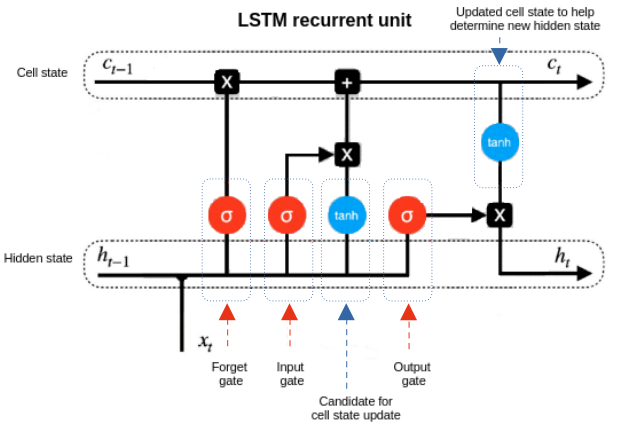 LSTM recurrent unit
Updated cell state to help
determine new hidden state
Cell state
c_{t-1}
X
+
c_t
X
tanh
σ
σ
tanh
σ
X
Hidden state
h_{t-1}
h_t
x_t
Forget
gate
Input
gate
Output
gate
Candidate for
cell state update